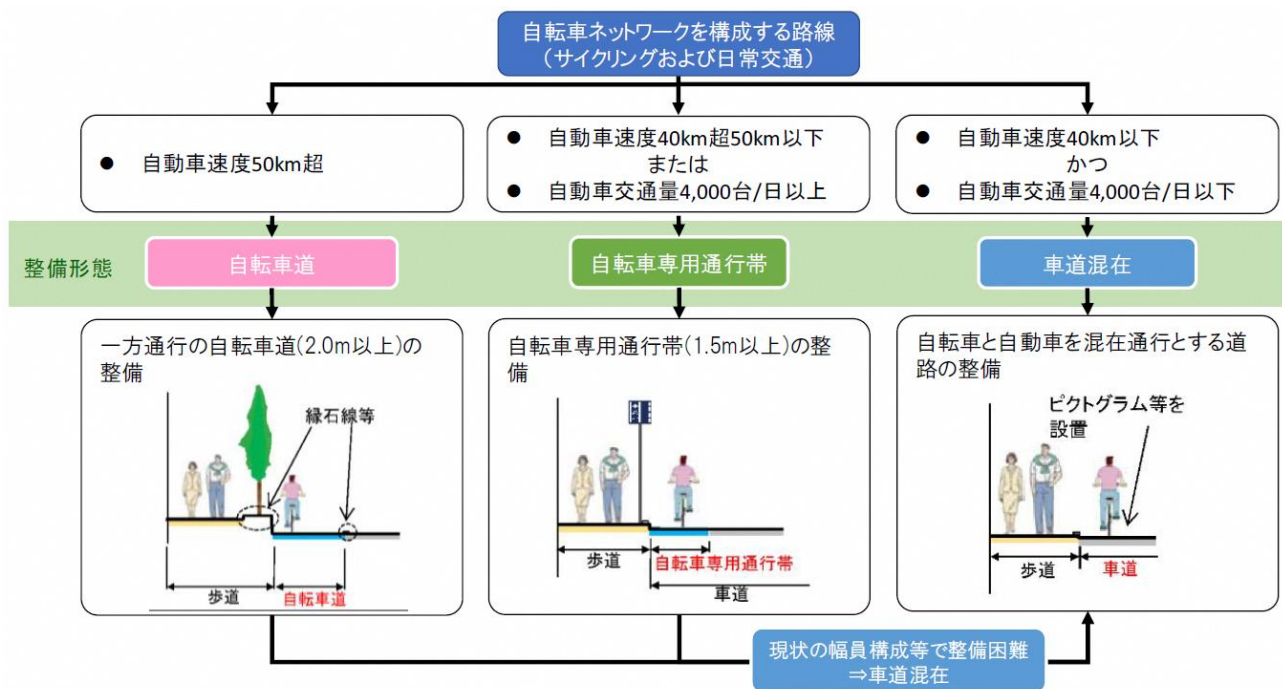 自転車ネットワークを構成する路線
（サイクリングおよび日常交通）
● 自動車速度50km超
● 自動車速度40km超50km以下
または
● 自動車交通量4,000台/日以上
● 自動車速度40km以下
かつ
● 自動車交通量4,000台/日以下
整備形態
自転車道
自転車専用通行帯
車道混在
一方通行の自転車道(2.0m以上)の
整備
縁石線等
歩道
自転車道
自転車専用通行帯(1.5m以上)の整
備
歩道
自転車専用通行帯
車道
自転車と自動車を混在通行とする道
路の整備
ピクトグラム等を
設置
歩道
車道
現状の幅員構成等で整備困難
⇒車道混在